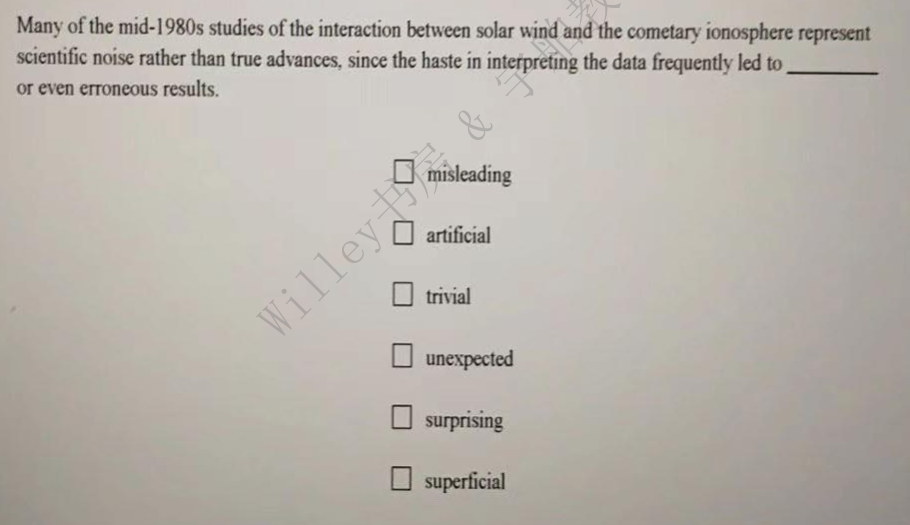 Many of the mid-1980s studies of the interaction between solar wind and the cometary ionosphere represent
scientific noise rather than true advances, since the haste in interpreting the data frequently led to ________
or even erroneous results.
misleading
artificial
trivial
unexpected
surprising
superficial
Willey书房 & 宇